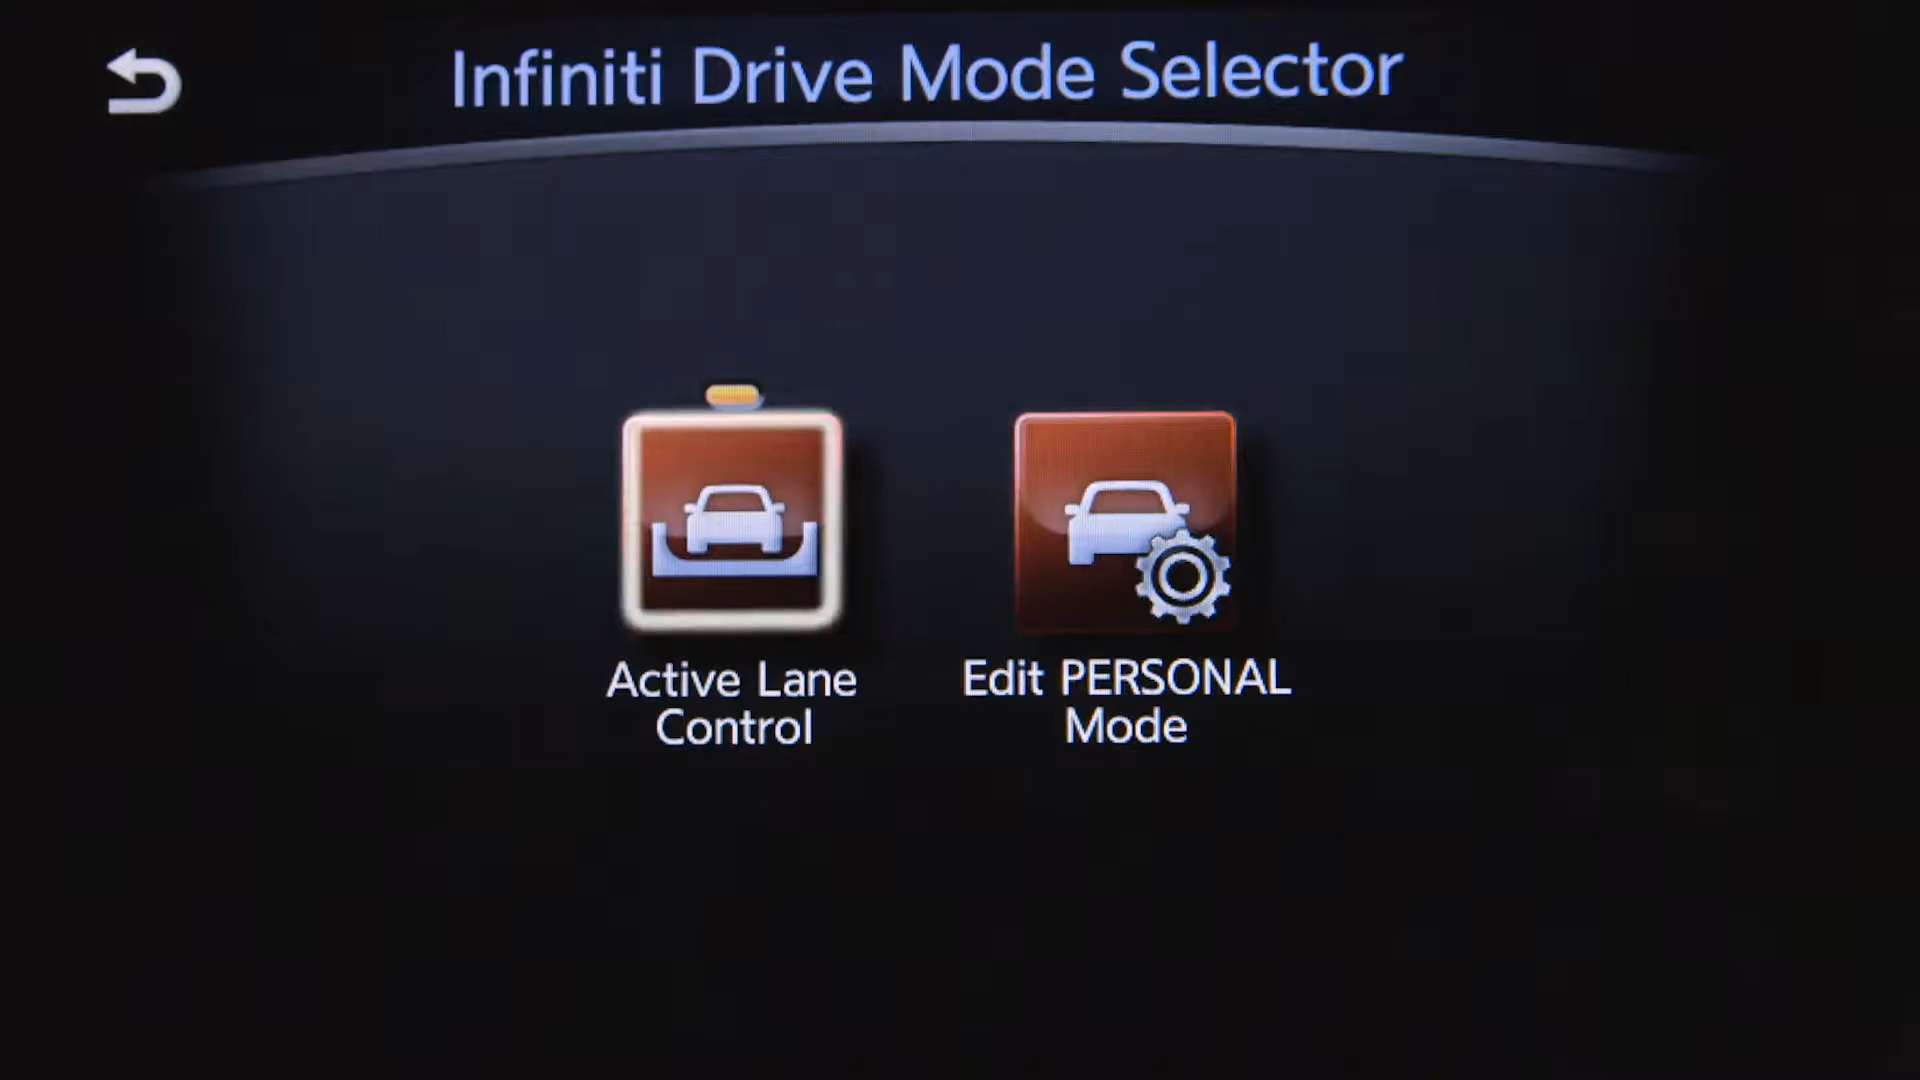 Infiniti Drive Mode Selector
Active Lane
Control
Edit PERSONAL
Mode